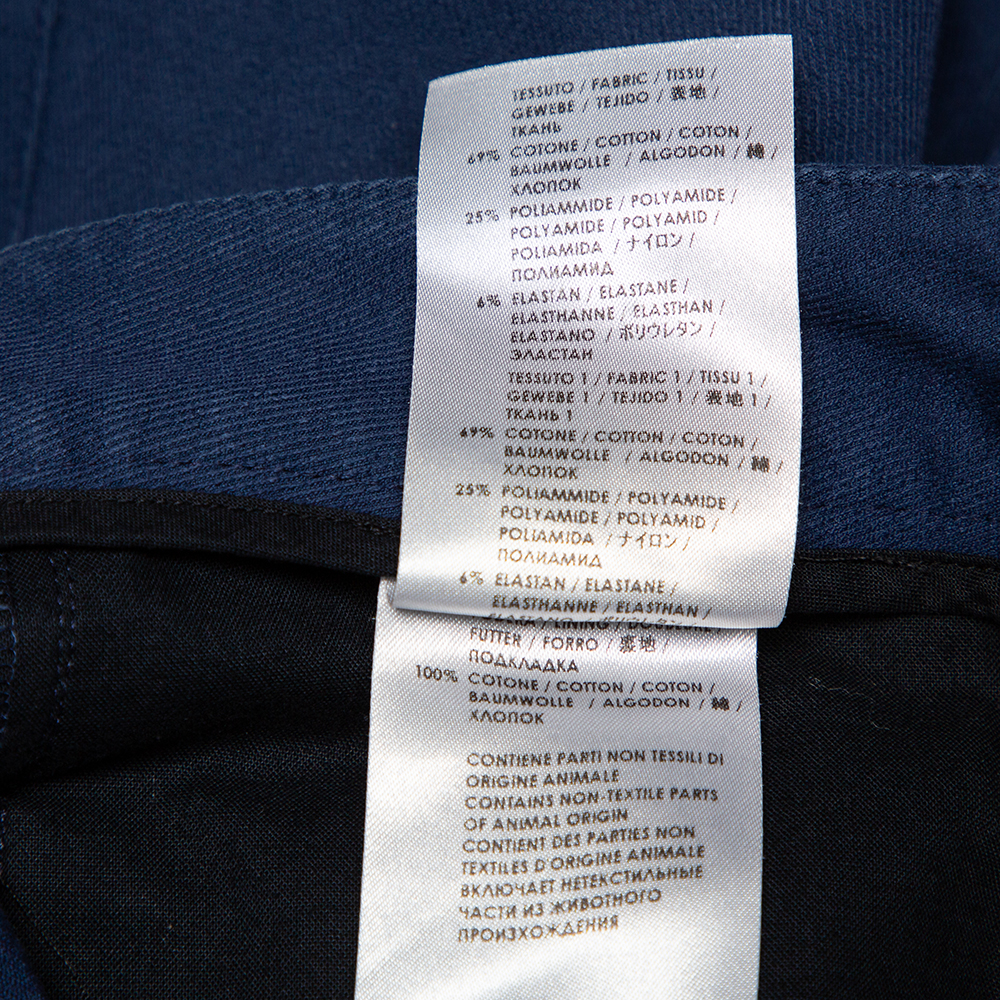 TESSUTO / FABRIC / TISSU /
GEWEBE / TEJIDO / 表地 /
ТКАНЬ
69% COTONE / COTTON / COTON /
BAUMWOLLE / ALGODON / 綿 /
ХЛОПОК
25% POLIAMMIDE / POLYAMIDE /
POLYAMIDE / POLYAMID /
POLIAMIDA / ナイロン /
ПОЛИАМИД
6% ELASTAN / ELASTANE /
ELASTHANNE / ELASTHAN /
ELASTANO / ポリウレタン /
ЭЛАСТАН
TESSUTO 1 / FABRIC 1 / TISSU 1 /
GEWEBE 1 / TEJIDO 1 / 表地 1 /
ТКАНЬ 1
69% COTONE / COTTON / COTON /
BAUMWOLLE / ALGODON / 綿 /
ХЛОПОК
25% POLIAMMIDE / POLYAMIDE /
POLYAMIDE / POLYAMID /
POLIAMIDA / ナイロン /
ПОЛИАМИД
6% ELASTAN / ELASTANE /
ELASTHANNE / ELASTHAN /
LINING /
FUTTER / FORRO / 裏地 /
ПОДКЛАДКА
100% COTONE / COTTON / COTON /
BAUMWOLLE / ALGODON / 綿 /
ХЛОПОК
CONTIENE PARTI NON TESSILI DI
ORIGINE ANIMALE
CONTAINS NON-TEXTILE PARTS
OF ANIMAL ORIGIN
CONTIENT DES PARTIES NON
TEXTILES D'ORIGINE ANIMALE
ВКЛЮЧАЕТ НЕТЕКСТИЛЬНЫЕ
ЧАСТИ ИЗ ЖИВОТНОГО
ПРОИЗХОЖДЕНИЯ